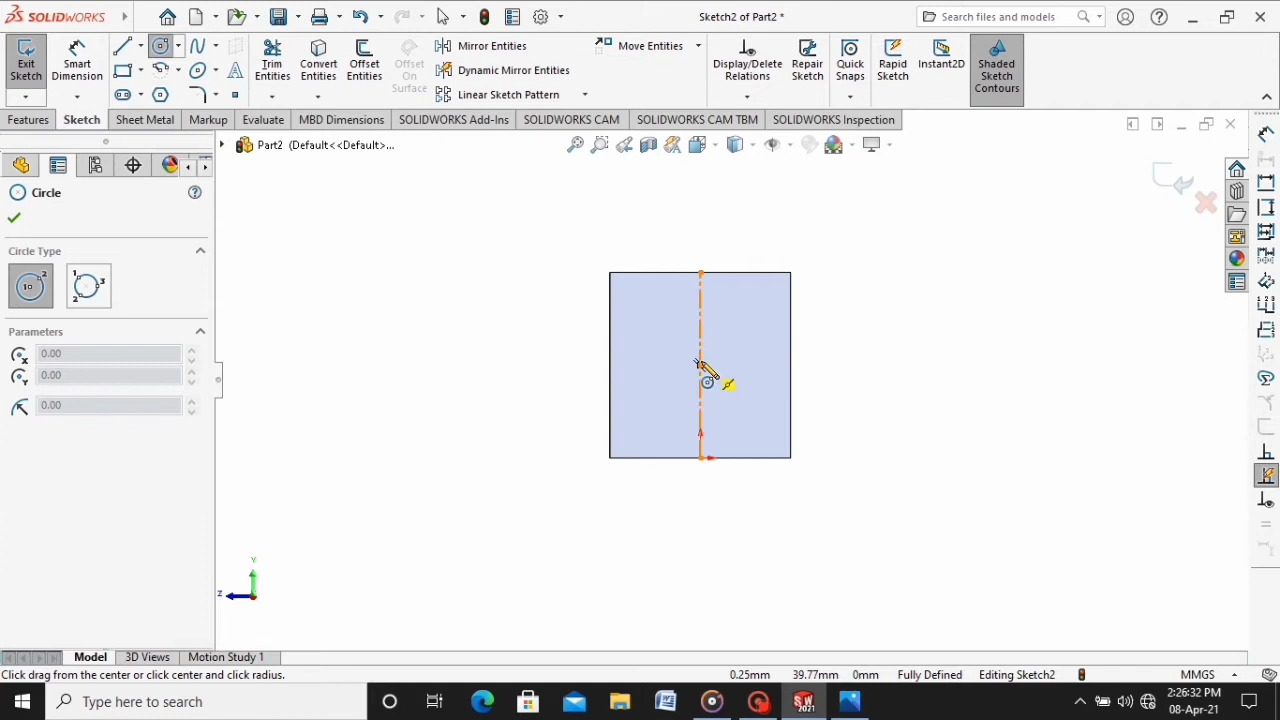 SOLIDWORKS
Sketch2 of Part2 *
Search files and models
Exit Sketch
Smart Dimension
Trim Entities
Convert Entities
Offset Entities
Offset On Surface
Mirror Entities
Dynamic Mirror Entities
Linear Sketch Pattern
Move Entities
Display/Delete Relations
Repair Sketch
Quick Snaps
Rapid Sketch
Instant2D
Shaded Sketch Contours
Features Sketch Sheet Metal Markup Evaluate MBD Dimensions SOLIDWORKS Add-Ins SOLIDWORKS CAM SOLIDWORKS CAM TBM SOLIDWORKS Inspection
Part2 (Default<<Default>...
Circle
Circle Type
Parameters
0.00
0.00
0.00
Y
Z
Model 3D Views Motion Study 1
Click drag from the center or click center and click radius. 0.25mm 39.77mm 0mm Fully Defined Editing Sketch2 MMGS
Type here to search
2:26:32 PM
08-Apr-21